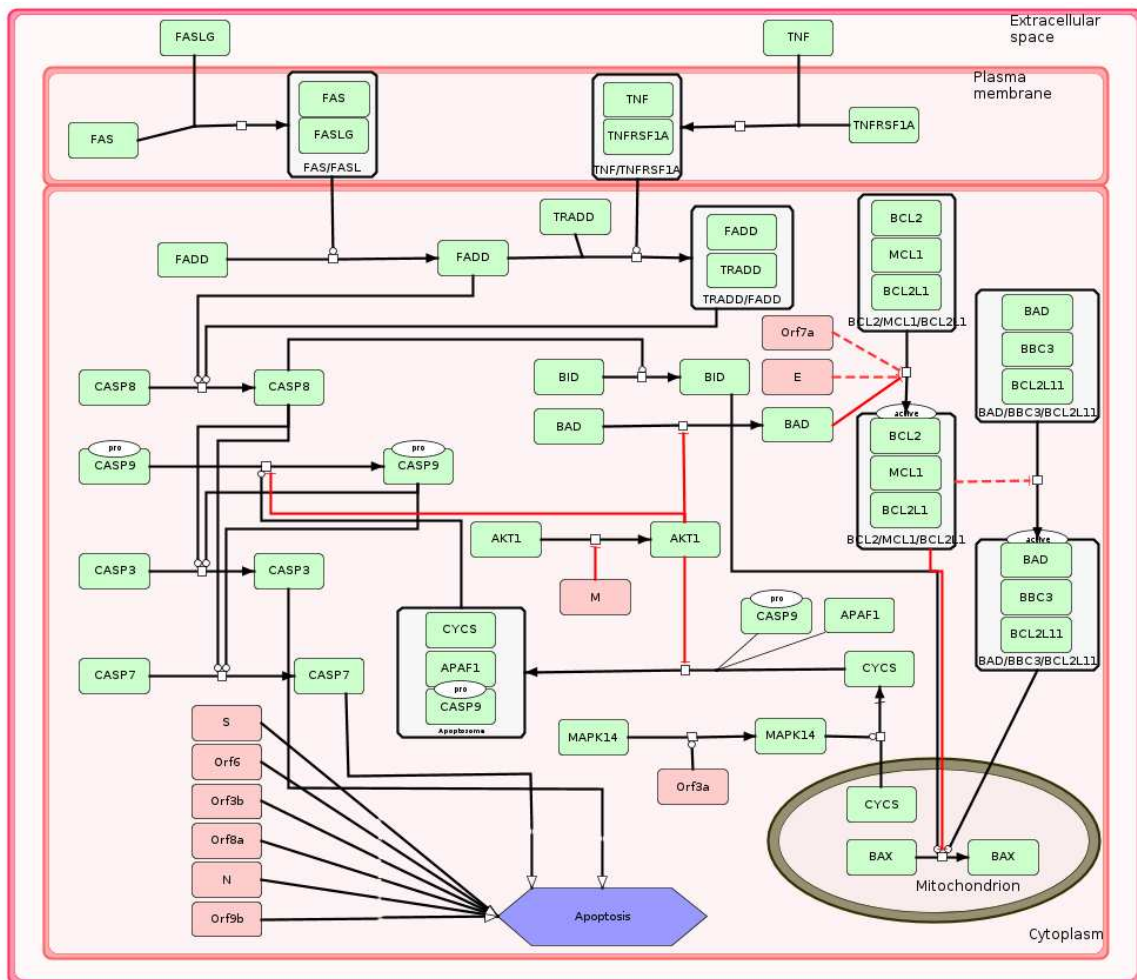 Extracellular
space
FASLG
TNF
Plasma
membrane
FAS
FAS
FASLG
FAS/FASL
TNF
TNFRSF1A
TNF/TNFRSF1A
TNFRSF1A
FADD
FADD
TRADD
FADD
TRADD
TRADD/FADD
BCL2
MCL1
BCL2L1
BCL2/MCL1/BCL2L1
BAD
BBC3
BCL2L11
BAD/BBC3/BCL2L11
Orf7a
E
CASP8
CASP8
BID
BID
BAD
BAD
active
BCL2
MCL1
BCL2L1
BCL2/MCL1/BCL2L1
pro
CASP9
pro
CASP9
AKT1
AKT1
M
active
BAD
BBC3
BCL2L11
BAD/BBC3/BCL2L11
CASP3
CASP3
CYCS
APAF1
pro
CASP9
Apoptosome
pro
CASP9
APAF1
CYCS
CASP7
CASP7
MAPK14
MAPK14
Orf3a
S
Orf6
Orf3b
Orf8a
N
Orf9b
CYCS
BAX
BAX
Mitochondrion
Apoptosis
Cytoplasm